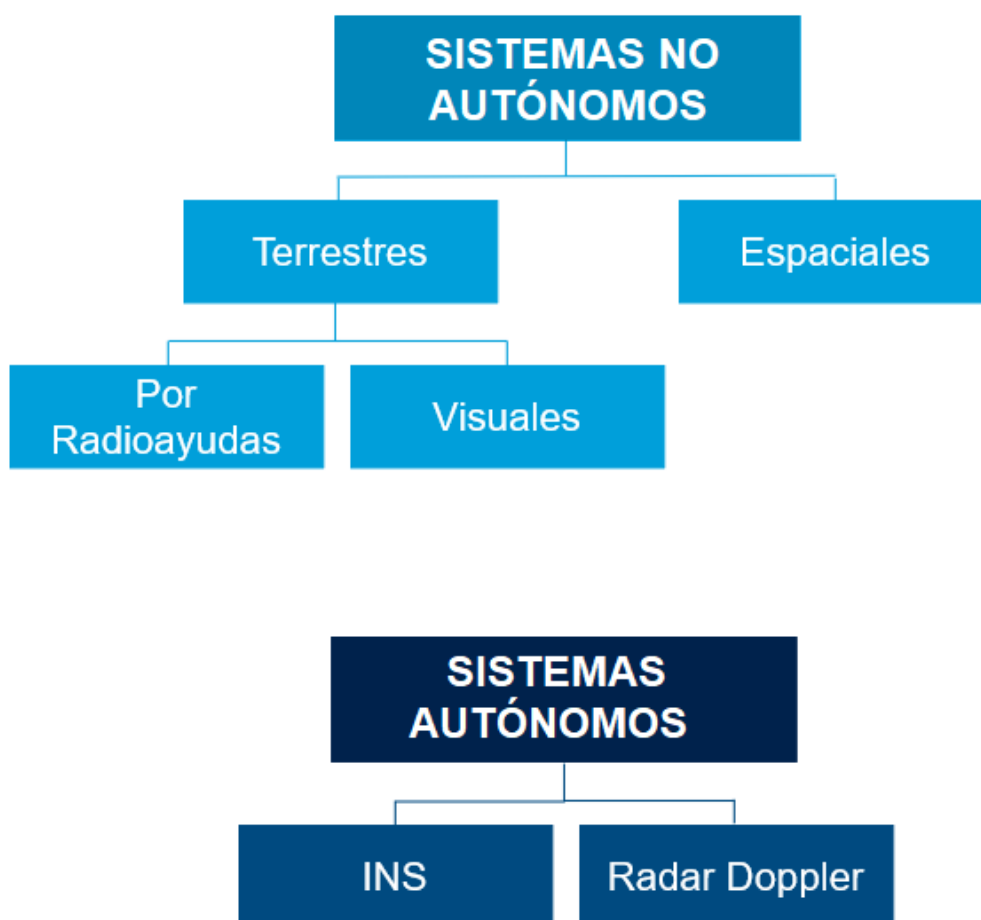 SISTEMAS NO
AUTÓNOMOS
Terrestres
Espaciales
Por
Radioayudas
Visuales
SISTEMAS
AUTÓNOMOS
INS
Radar Doppler